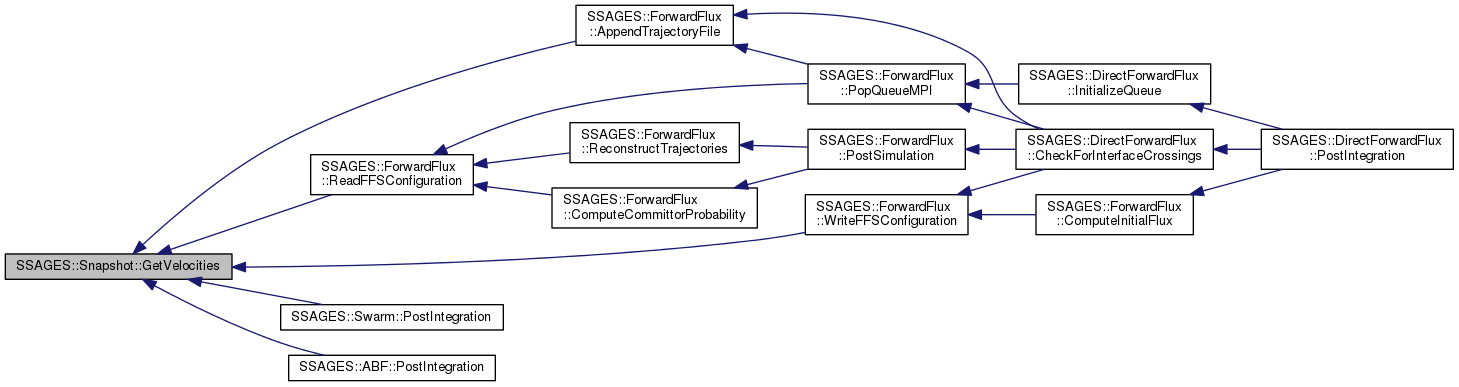 SSAGES::ForwardFlux
::AppendTrajectoryFile
SSAGES::ForwardFlux
::PopQueueMPI
SSAGES::DirectForwardFlux
::InitializeQueue
SSAGES::ForwardFlux
::ReconstructTrajectories
SSAGES::ForwardFlux
::PostSimulation
SSAGES::DirectForwardFlux
::CheckForInterfaceCrossings
SSAGES::DirectForwardFlux
::PostIntegration
SSAGES::ForwardFlux
::ReadFFSConfiguration
SSAGES::ForwardFlux
::ComputeCommittorProbability
SSAGES::ForwardFlux
::WriteFFSConfiguration
SSAGES::ForwardFlux
::ComputeInitialFlux
SSAGES::Snapshot::GetVelocities
SSAGES::Swarm::PostIntegration
SSAGES::ABF::PostIntegration